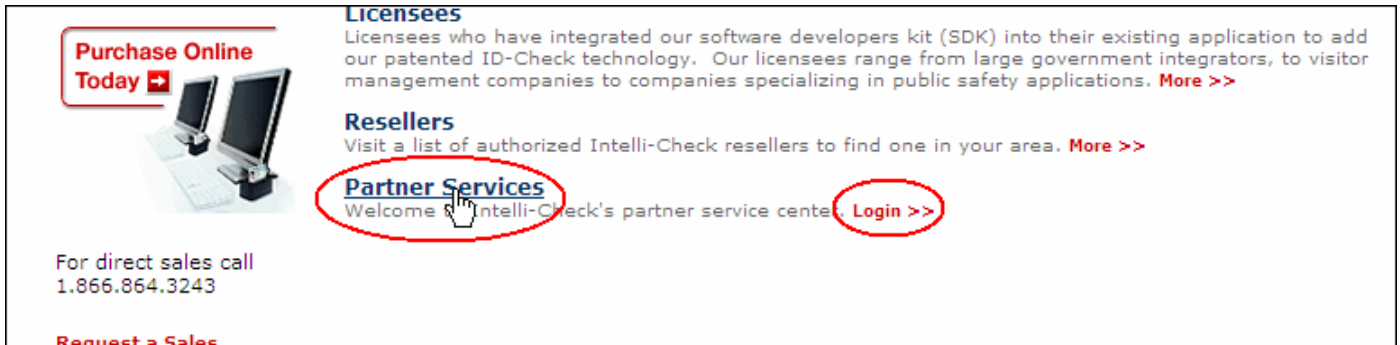 Purchase Online
Today
For direct sales call
1.866.864.3243
Request a Sales
Licensees
Licensees who have integrated our software developers kit (SDK) into their existing application to add
our patented ID-Check technology. Our licensees range from large government integrators, to visitor
management companies to companies specializing in public safety applications. More >>
Resellers
Visit a list of authorized Intelli-Check resellers to find one in your area. More >>
Partner Services
Welcome Intelli-Check's partner service center. Login >>